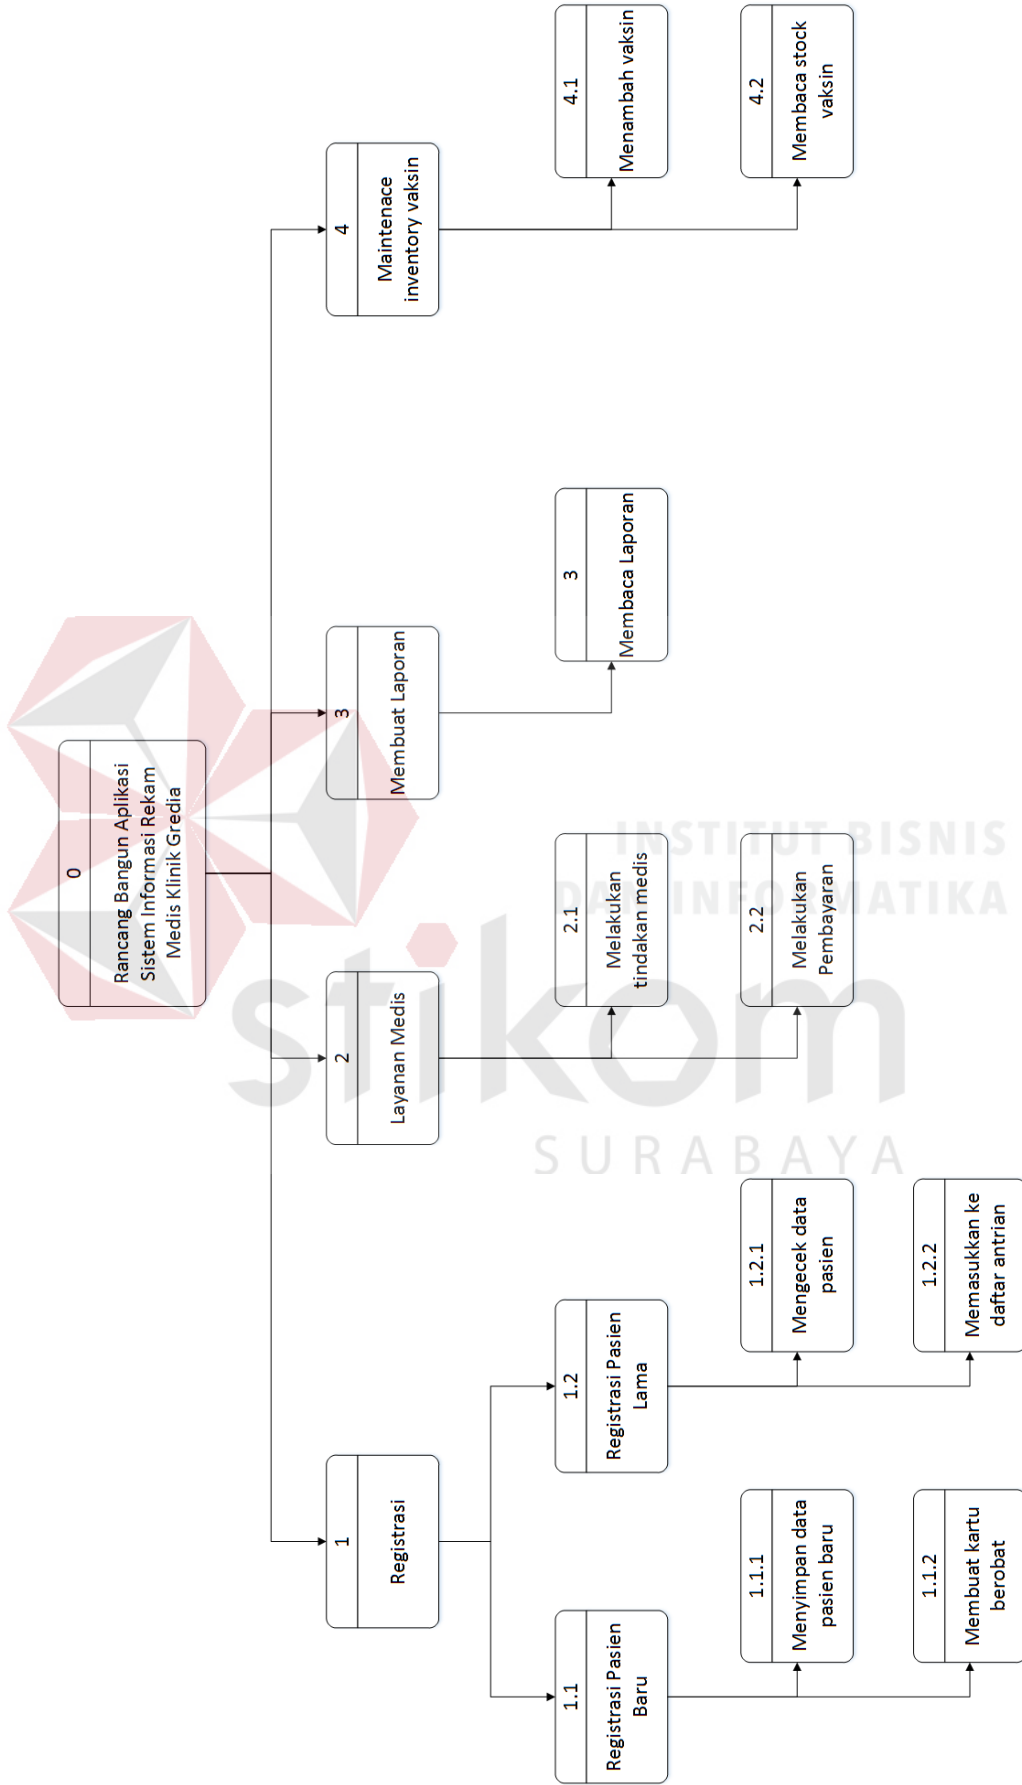 0
Rancang Bangun Aplikasi
Sistem Informasi Rekam
Medis Klinik Gredia
1
Registrasi
2
Layanan Medis
3
Membuat Laporan
4
Maintenace
inventory vaksin
1.1
Registrasi Pasien
Baru
1.2
Registrasi Pasien
Lama
2.1
Melakukan
tindakan medis
3
Membaca Laporan
4.1
Menambah vaksin
1.1.1
Menyimpan data
pasien baru
1.2.1
Mengecek data
pasien
2.2
Melakukan
Pembayaran
4.2
Membaca stock
vaksin
1.1.2
Membuat kartu
berobat
1.2.2
Memasukkan ke
daftar antrian
INSTITUT BISNIS
DAN INFORMATIKA
stikom
SURABAYA